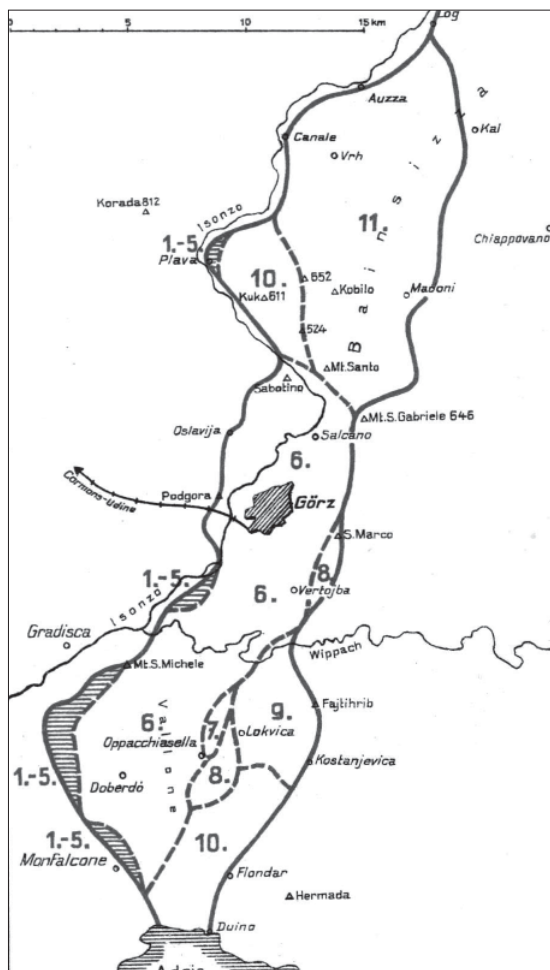 0 5 10 15 km
Log
Auzza
Canale
Kal
Vrh
Korada 812
Isonzo
11.
Bainsizza
Chiappovano
1.-5.
Plava
10.
652
Kobilo
Kuk 611
Madoni
524
Mt.Santo
Sabotino
Mt.S.Gabriele 646
Oslavija
Salcano
6.
Cormons-Udine
Podgora
Görz
S.Marco
1.-5.
8.
Isonzo
6.
Vertojba
Gradisca
Wippach
Mt.S.Michele
6.
Vallone
7.
9.
Fajtihrib
Lokvica
Oppacchiasella
Kostanjevica
1.-5.
Doberdó
8.
1.-5.
10.
Monfalcone
Flondar
Hermada
Duino